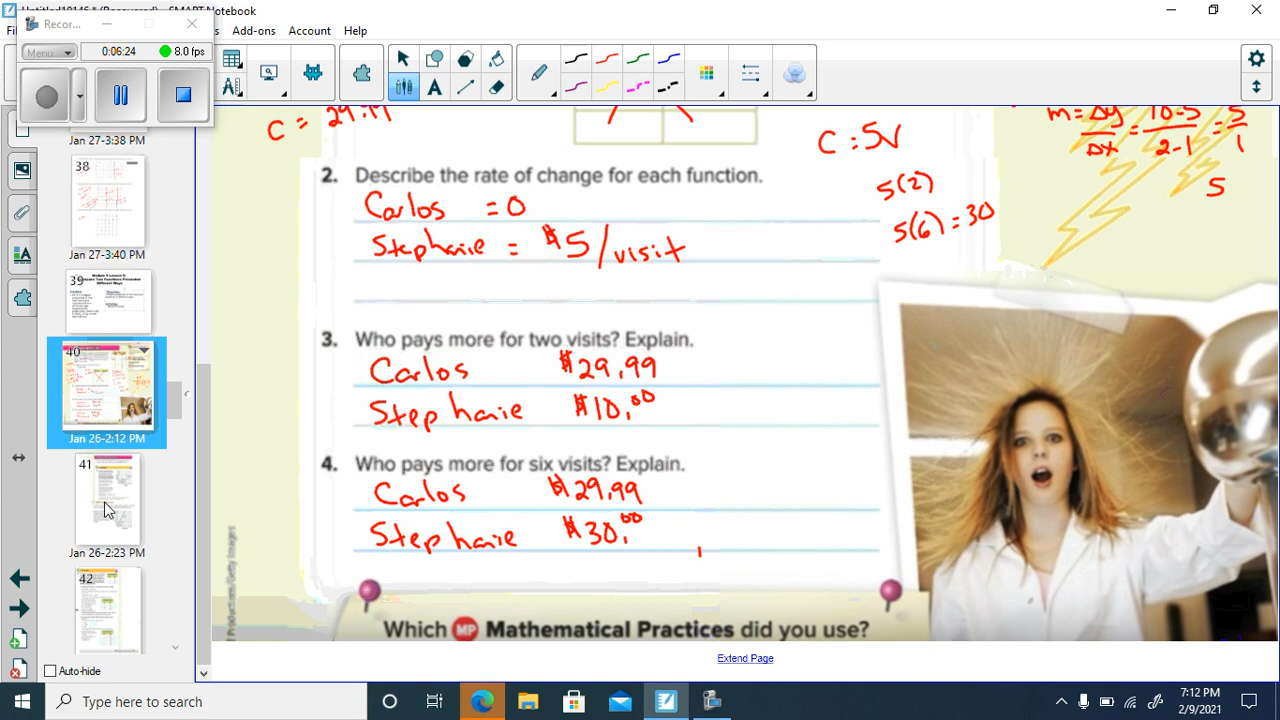 Untitled10146 * (Recovered)
SMART Notebook
Recor...
Add-ons Account Help
Menu 0:06:24 8.0 fps
Jan 27-3:38 PM
38
Jan 27-3:40 PM
39
40
Jan 26-2:12 PM
41
Jan 26-2:23 PM
42
Auto-hide
C = 29.99
C = 5V
5(2)
5(6) = 30
m = Δy/Δx = 10-5/2-1 = 5/1
5
2. Describe the rate of change for each function.
Carlos = 0
Stephanie = $5/visit
3. Who pays more for two visits? Explain.
Carlos $29.99
Stephanie $10.00
4. Who pays more for six visits? Explain.
Carlos $29.99
Stephanie $30.00
Which MP Mathematical Practices did you use?
Extend Page
Type here to search
7:12 PM
2/9/2021